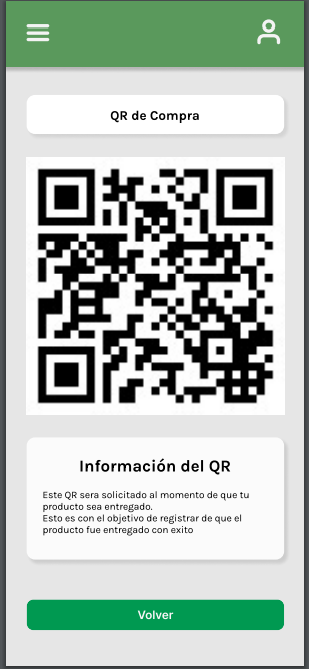 QR de Compra
Información del QR
Este QR sera solicitado al momento de que tu
producto sea entregado.
Esto es con el objetivo de registrar de que el
producto fue entregado con exito
Volver